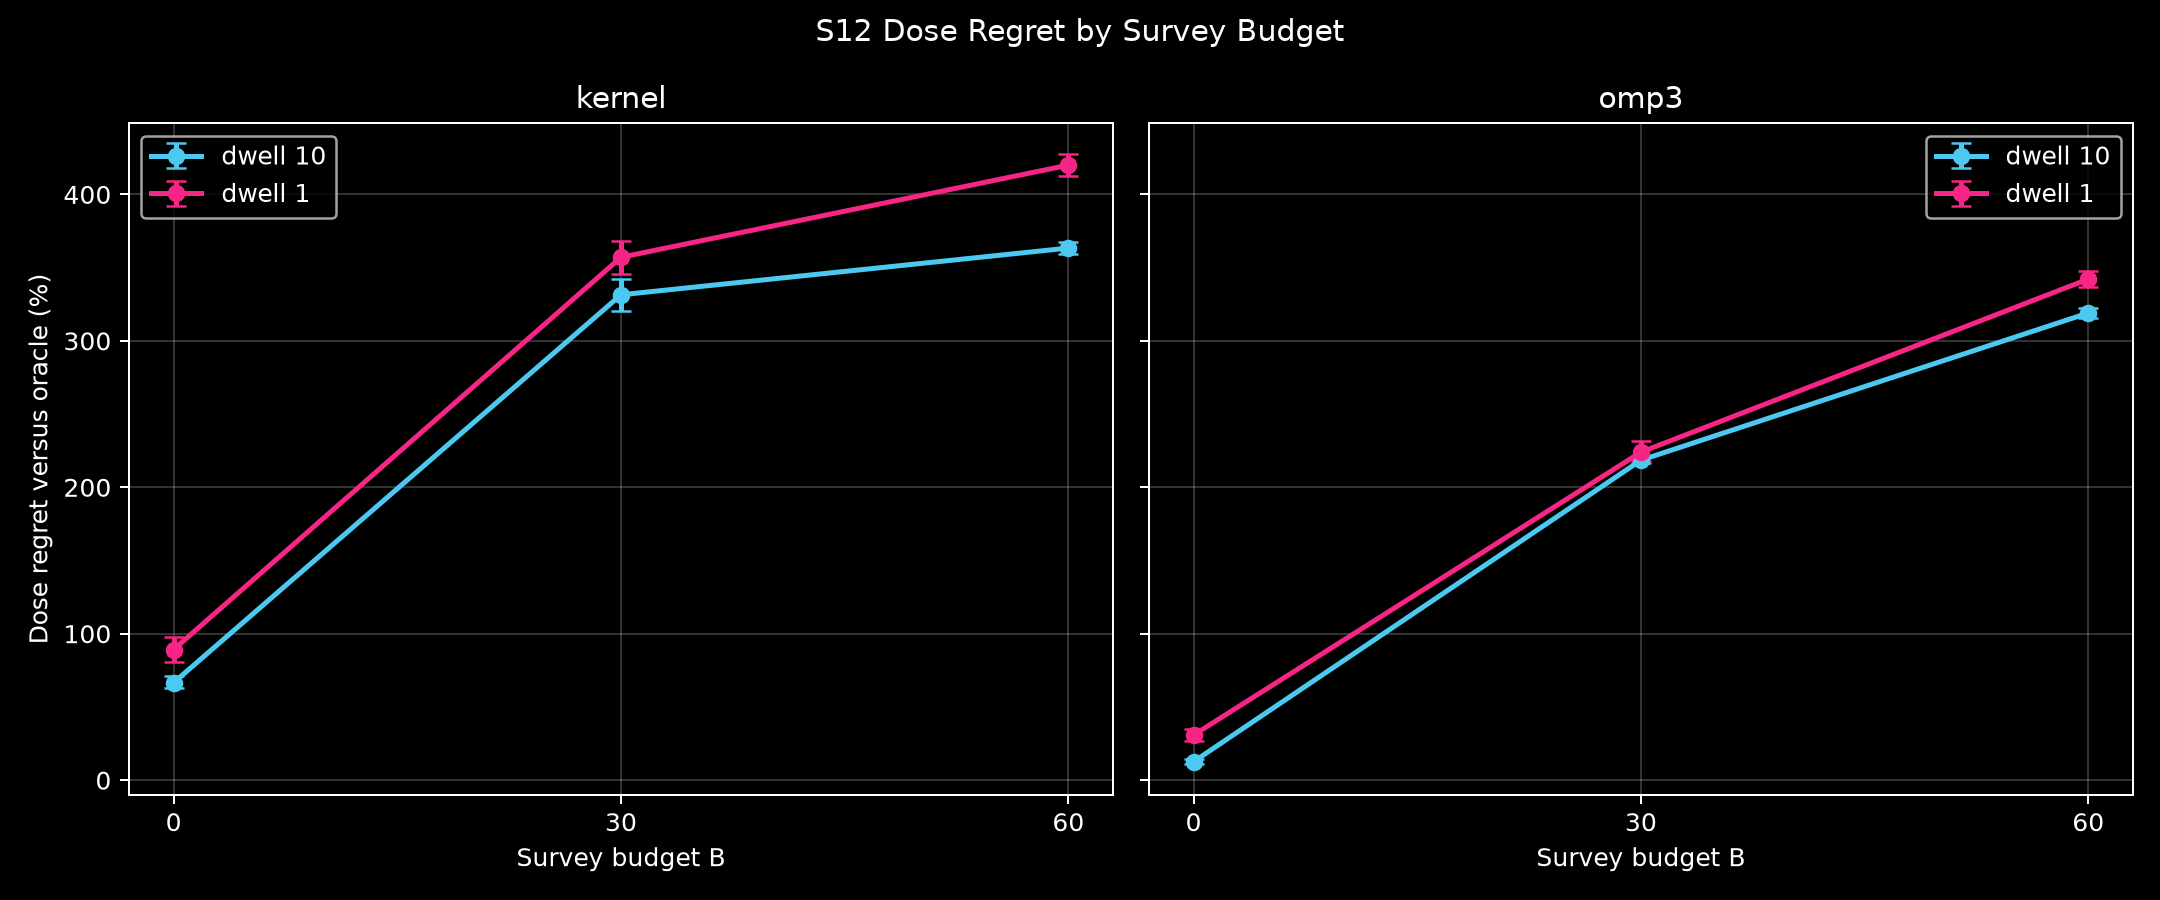 S12 Dose Regret by Survey Budget
kernel
dwell 10
dwell 1
Dose regret versus oracle (%)
400
300
200
100
0
0 30 60
Survey budget B
omp3
dwell 10
dwell 1
0 30 60
Survey budget B